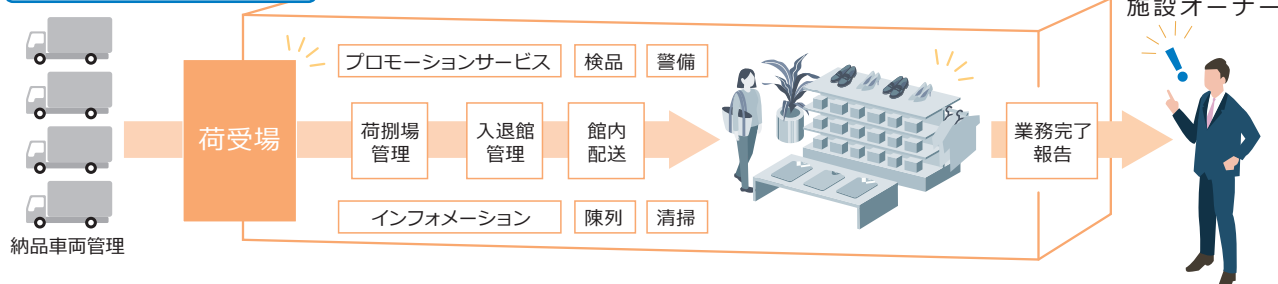 施設オーナー
プロモーションサービス
検品
警備
荷受場
荷捌場
管理
入退館
管理
館内
配送
業務完了
報告
インフォメーション
陳列
清掃
納品車両管理